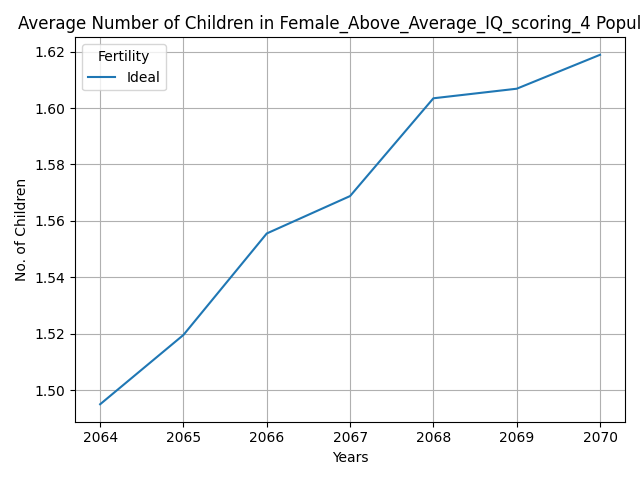 Average Number of Children in Female_Above_Average_IQ_scoring_4 Popul
Fertility
Ideal
1.62
1.60
1.58
1.56
1.54
1.52
1.50
No. of Children
2064 2065 2066 2067 2068 2069 2070
Years